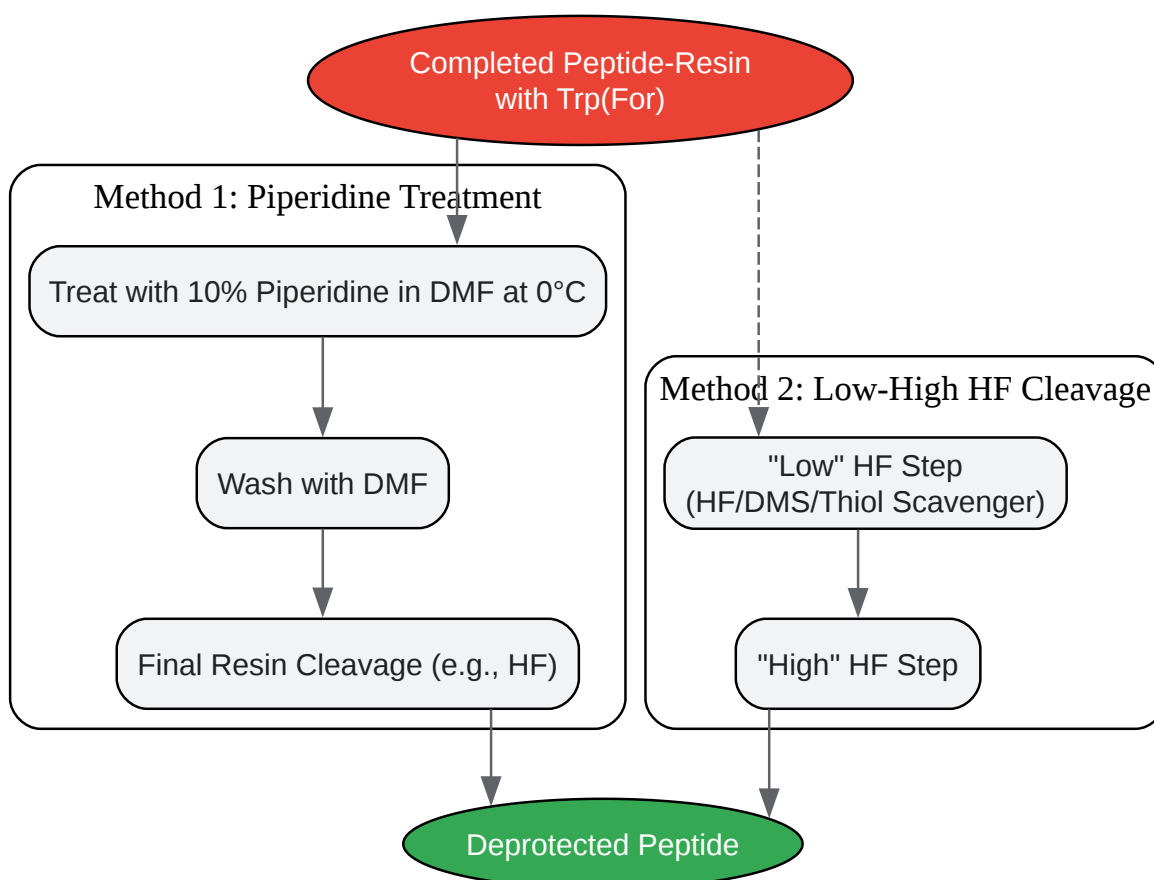 Completed Peptide-Resin
with Trp(For)
Method 1: Piperidine Treatment
Treat with 10% Piperidine in DMF at 0°C
Wash with DMF
Final Resin Cleavage (e.g., HF)
Method 2: Low-High HF Cleavage
"Low" HF Step
(HF/DMS/Thiol Scavenger)
"High" HF Step
Deprotected Peptide